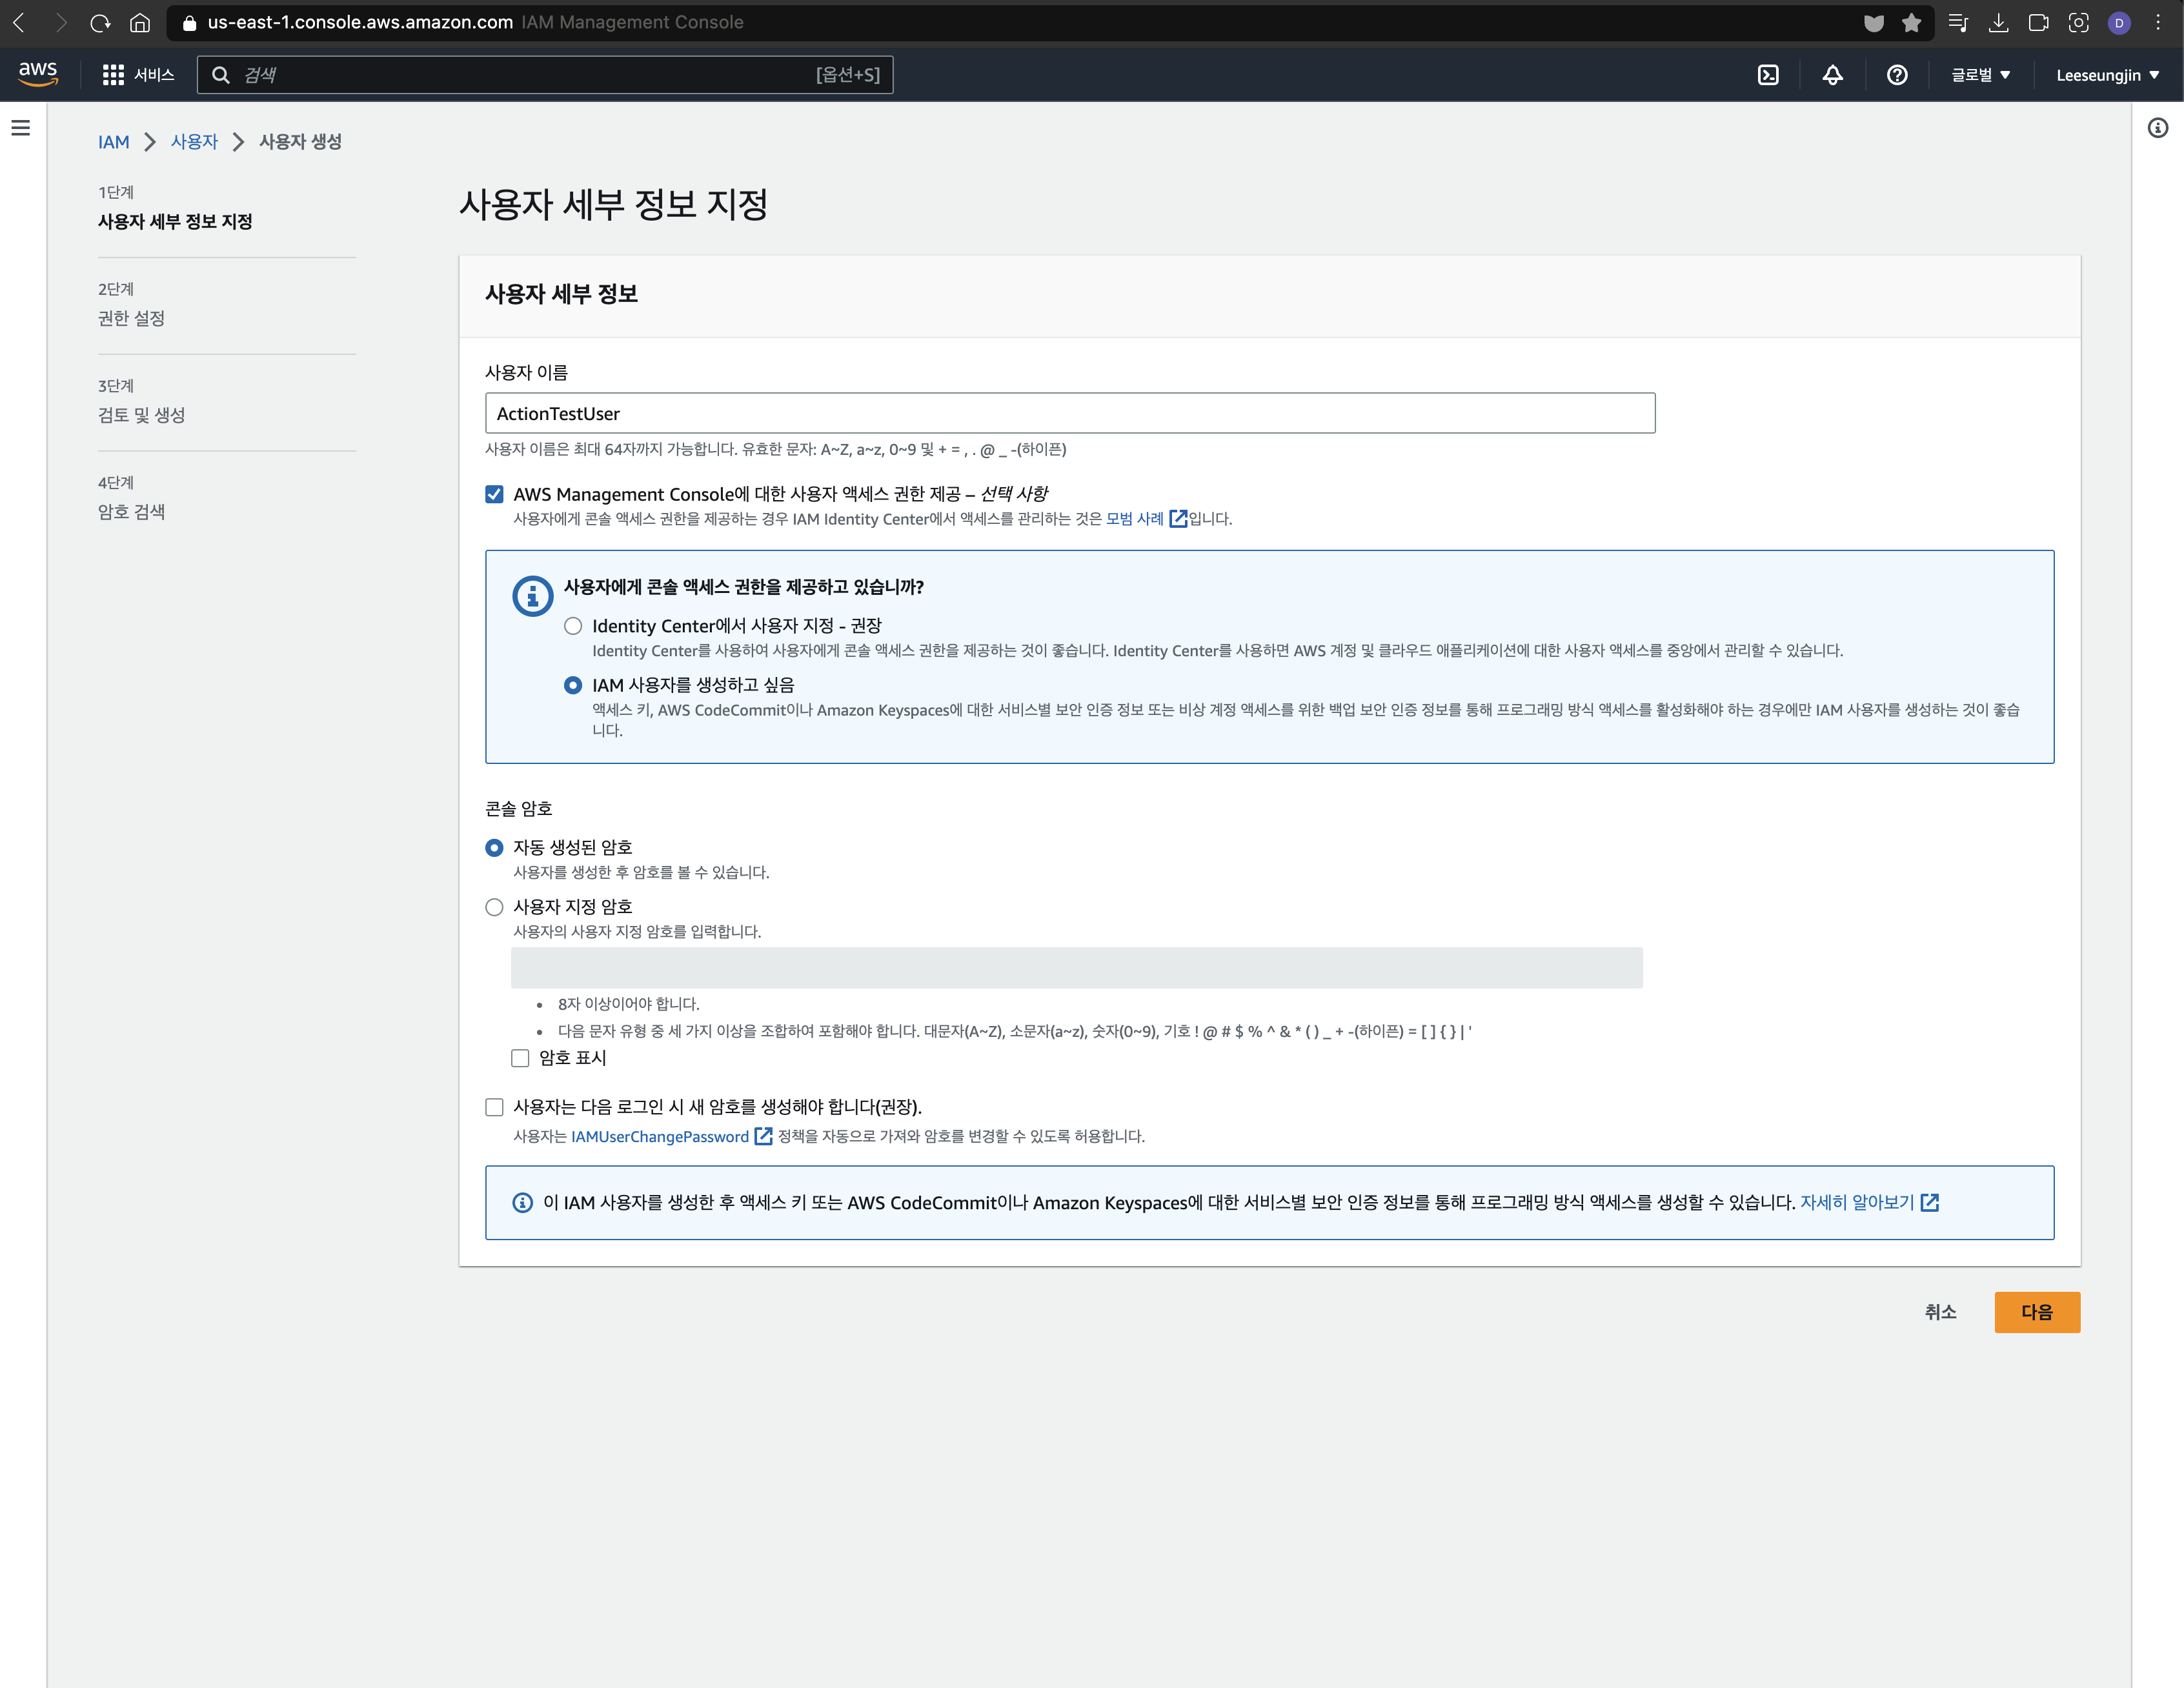 us-east-1.console.aws.amazon.com IAM Management Console
D
aws
서비스
검색
[옵션+S]
글로벌
Leeseungjin
IAM
사용자
사용자 생성
1단계
사용자 세부 정보 지정
2단계
권한 설정
3단계
검토 및 생성
4단계
암호 검색
사용자 세부 정보 지정
사용자 세부 정보
사용자 이름
ActionTestUser
사용자 이름은 최대 64자까지 가능합니다. 유효한 문자: A~Z, a~z, 0~9 및 + = , . @ _ -(하이픈)
AWS Management Console에 대한 사용자 액세스 권한 제공 – 선택 사항
사용자에게 콘솔 액세스 권한을 제공하는 경우 IAM Identity Center에서 액세스를 관리하는 것은 모범 사례 입니다.
사용자에게 콘솔 액세스 권한을 제공하고 있습니까?
Identity Center에서 사용자 지정 - 권장
Identity Center를 사용하여 사용자에게 콘솔 액세스 권한을 제공하는 것이 좋습니다. Identity Center를 사용하면 AWS 계정 및 클라우드 애플리케이션에 대한 사용자 액세스를 중앙에서 관리할 수 있습니다.
IAM 사용자를 생성하고 싶음
액세스 키, AWS CodeCommit이나 Amazon Keyspaces에 대한 서비스별 보안 인증 정보 또는 비상 계정 액세스를 위한 백업 보안 인증 정보를 통해 프로그래밍 방식 액세스를 활성화해야 하는 경우에만 IAM 사용자를 생성하는 것이 좋습
니다.
콘솔 암호
자동 생성된 암호
사용자를 생성한 후 암호를 볼 수 있습니다.
사용자 지정 암호
사용자의 사용자 지정 암호를 입력합니다.
• 8자 이상이어야 합니다.
• 다음 문자 유형 중 세 가지 이상을 조합하여 포함해야 합니다. 대문자(A~Z), 소문자(a~z), 숫자(0~9), 기호 ! @ # $ % ^ & * ( ) _ + -(하이픈) = [ ] { } | '
암호 표시
사용자는 다음 로그인 시 새 암호를 생성해야 합니다(권장).
사용자는 IAMUserChangePassword 정책을 자동으로 가져와 암호를 변경할 수 있도록 허용합니다.
이 IAM 사용자를 생성한 후 액세스 키 또는 AWS CodeCommit이나 Amazon Keyspaces에 대한 서비스별 보안 인증 정보를 통해 프로그래밍 방식 액세스를 생성할 수 있습니다. 자세히 알아보기
취소
다음